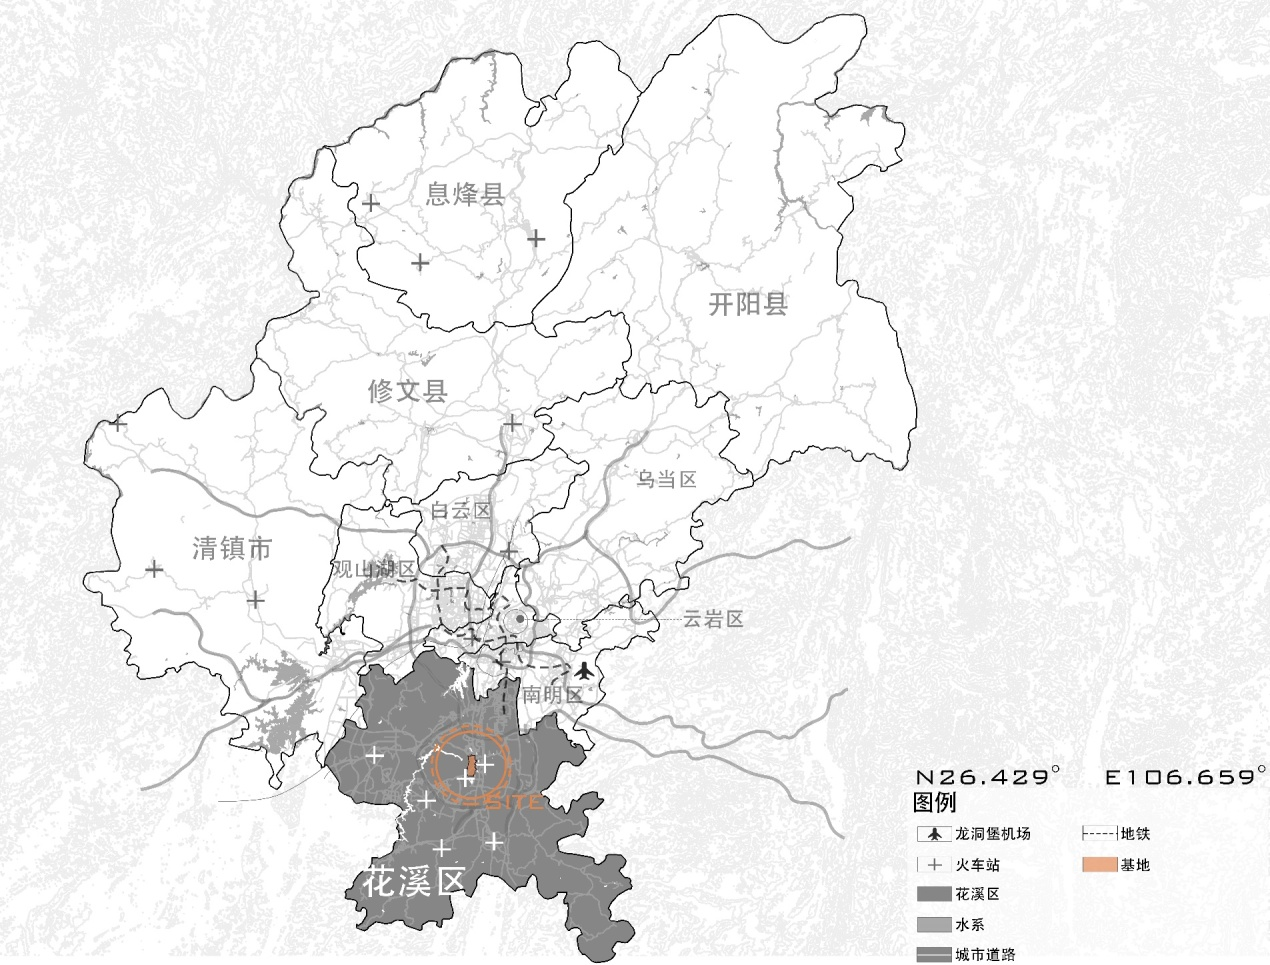 息烽县
开阳县
修文县
乌当区
白云区
清镇市
观山湖区
云岩区
南明区
SITE
花溪区
N26.429° E106.659°
图例
龙洞堡机场
地铁
火车站
基地
花溪区
水系
城市道路